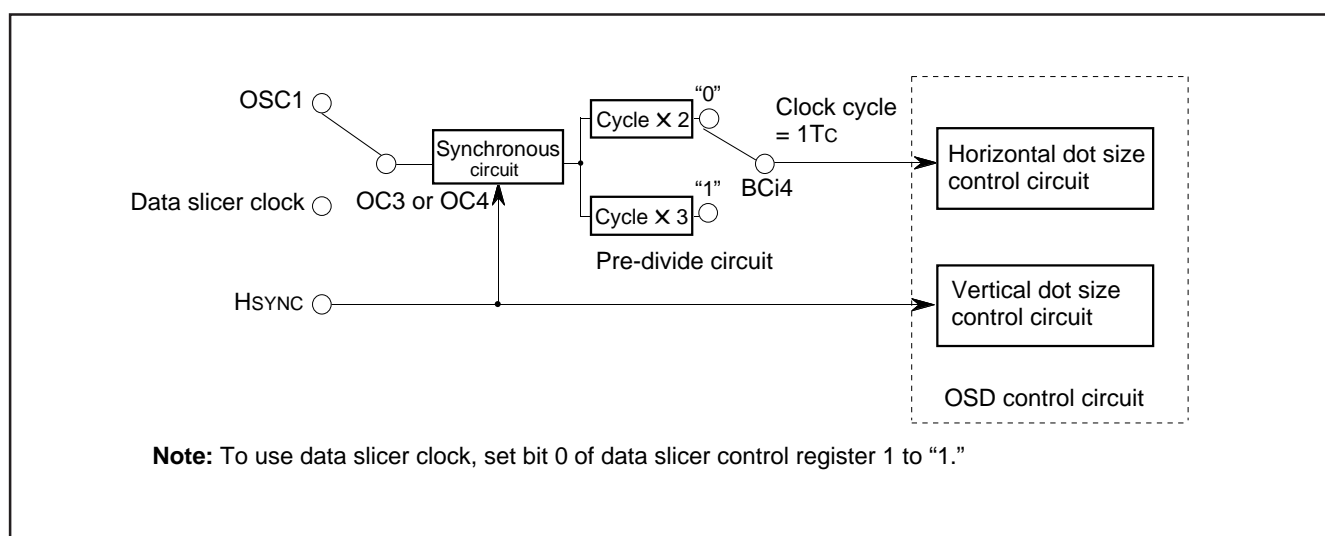 OSC1
Data slicer clock
HSYNC
OC3 or OC4
Synchronous
circuit
Cycle × 2
“0”
Cycle × 3
“1”
Pre-divide circuit
BCi4
Clock cycle
= 1TC
Horizontal dot size
control circuit
Vertical dot size
control circuit
OSD control circuit
Note: To use data slicer clock, set bit 0 of data slicer control register 1 to “1.”